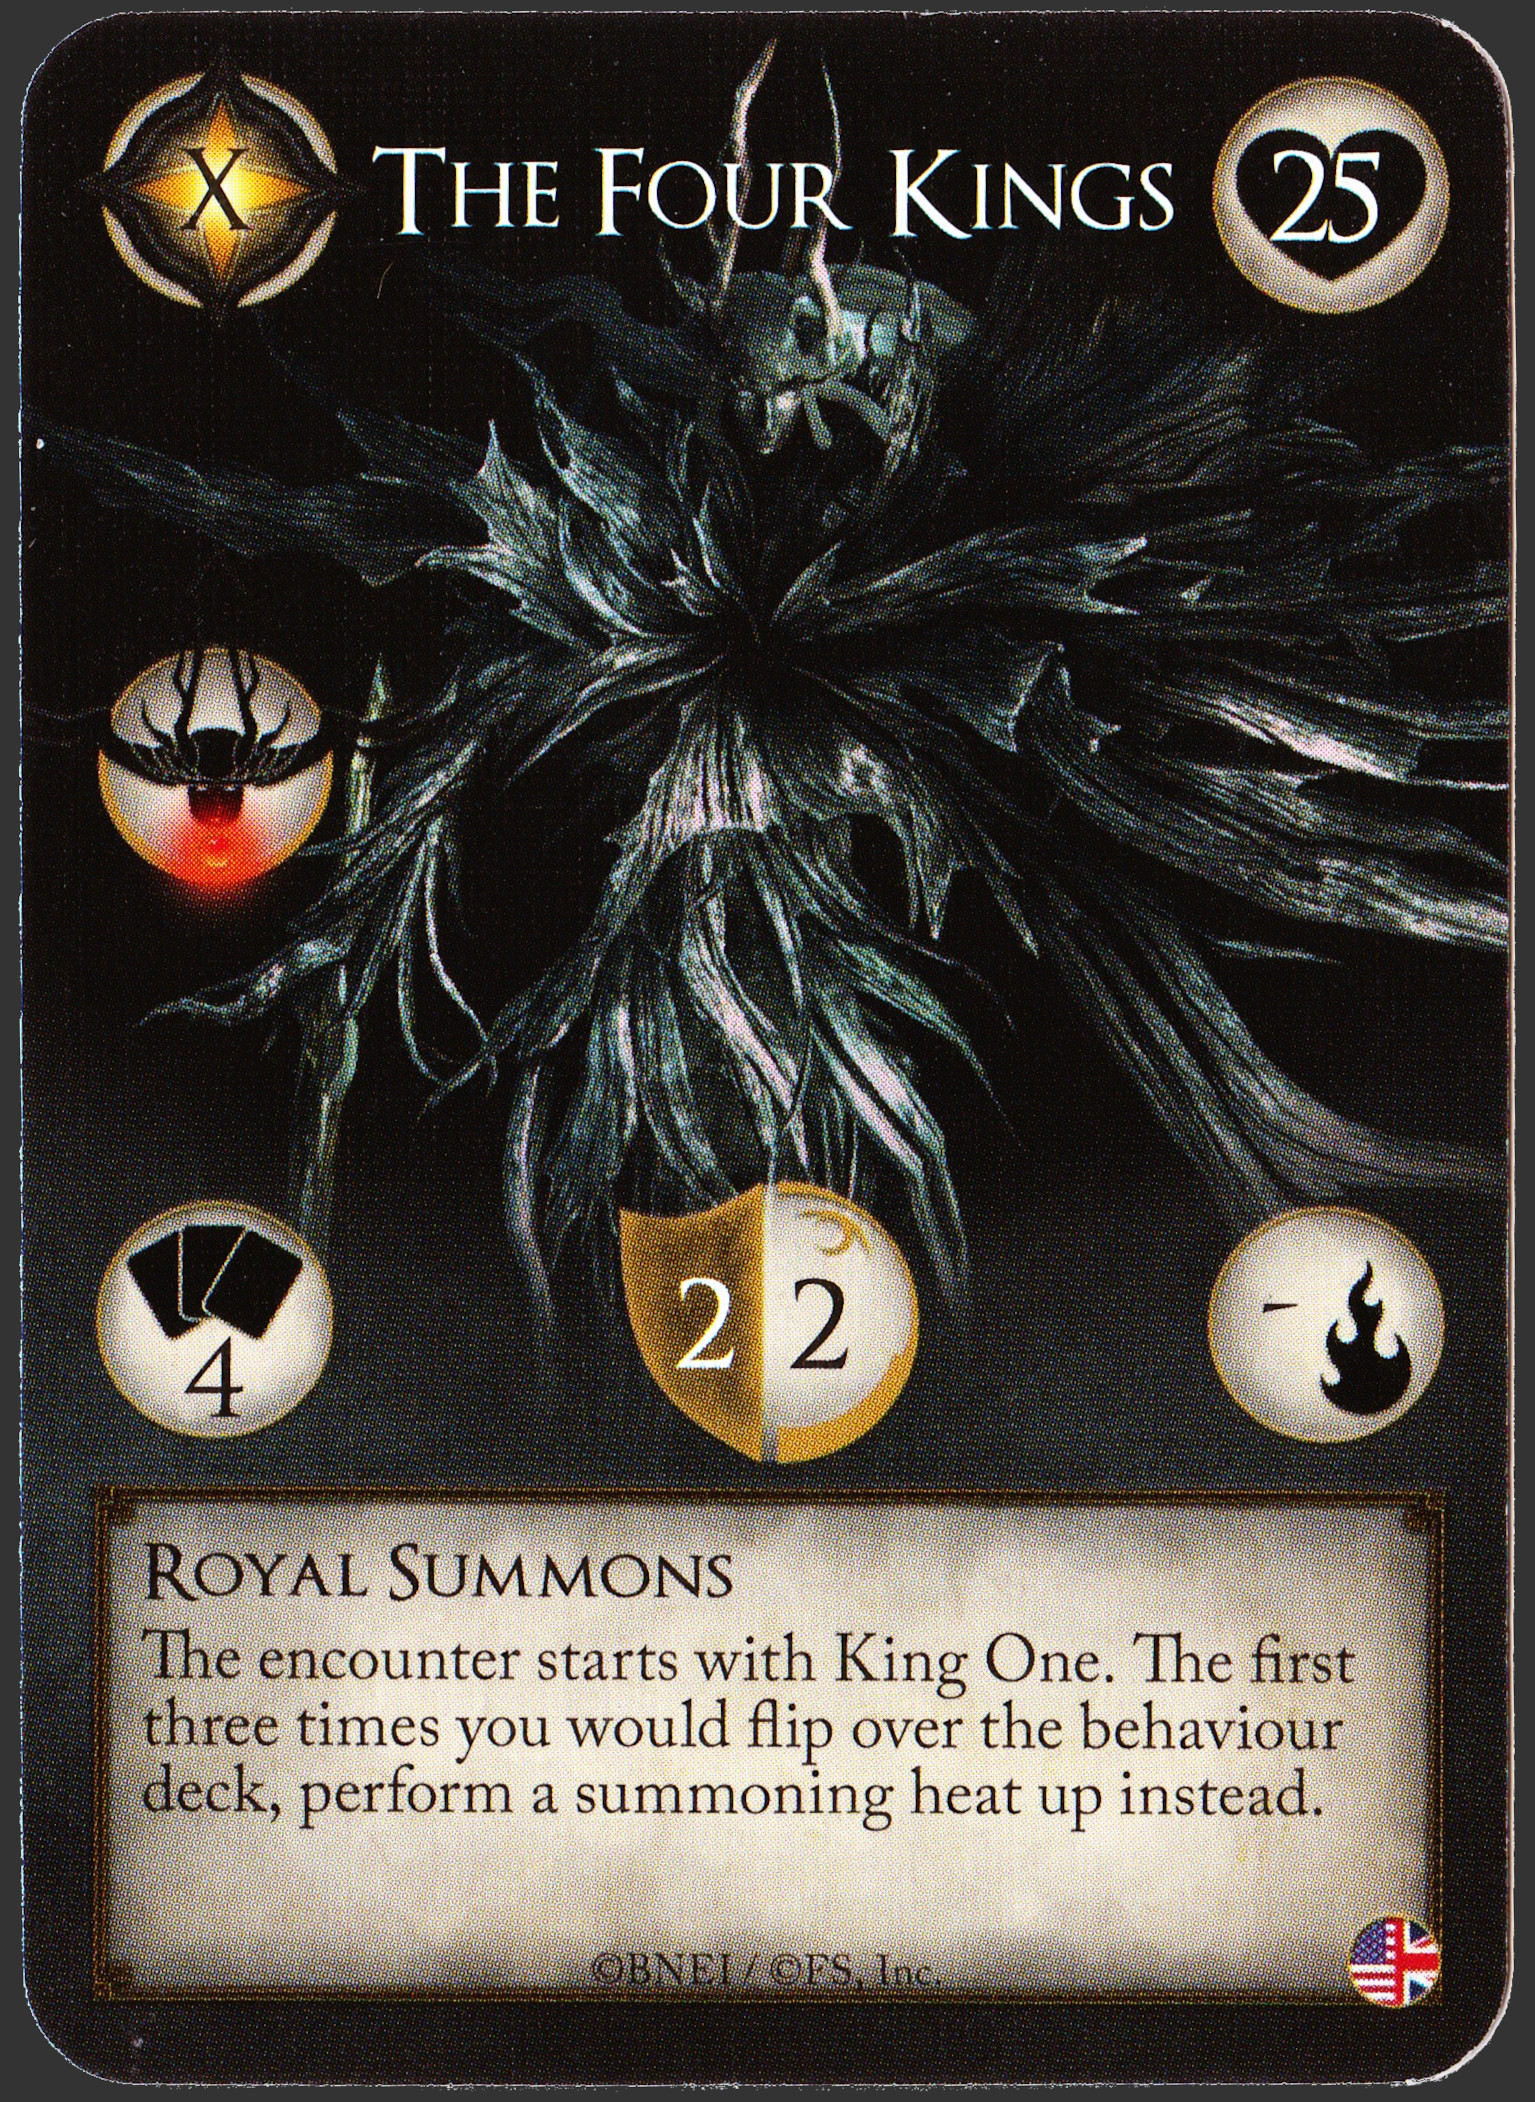 X
THE FOUR KINGS
25
4
2
2
-
ROYAL SUMMONS
The encounter starts with King One. The first
three times you would flip over the behaviour
deck, perform a summoning heat up instead.
©BNEI / ©FS, Inc.